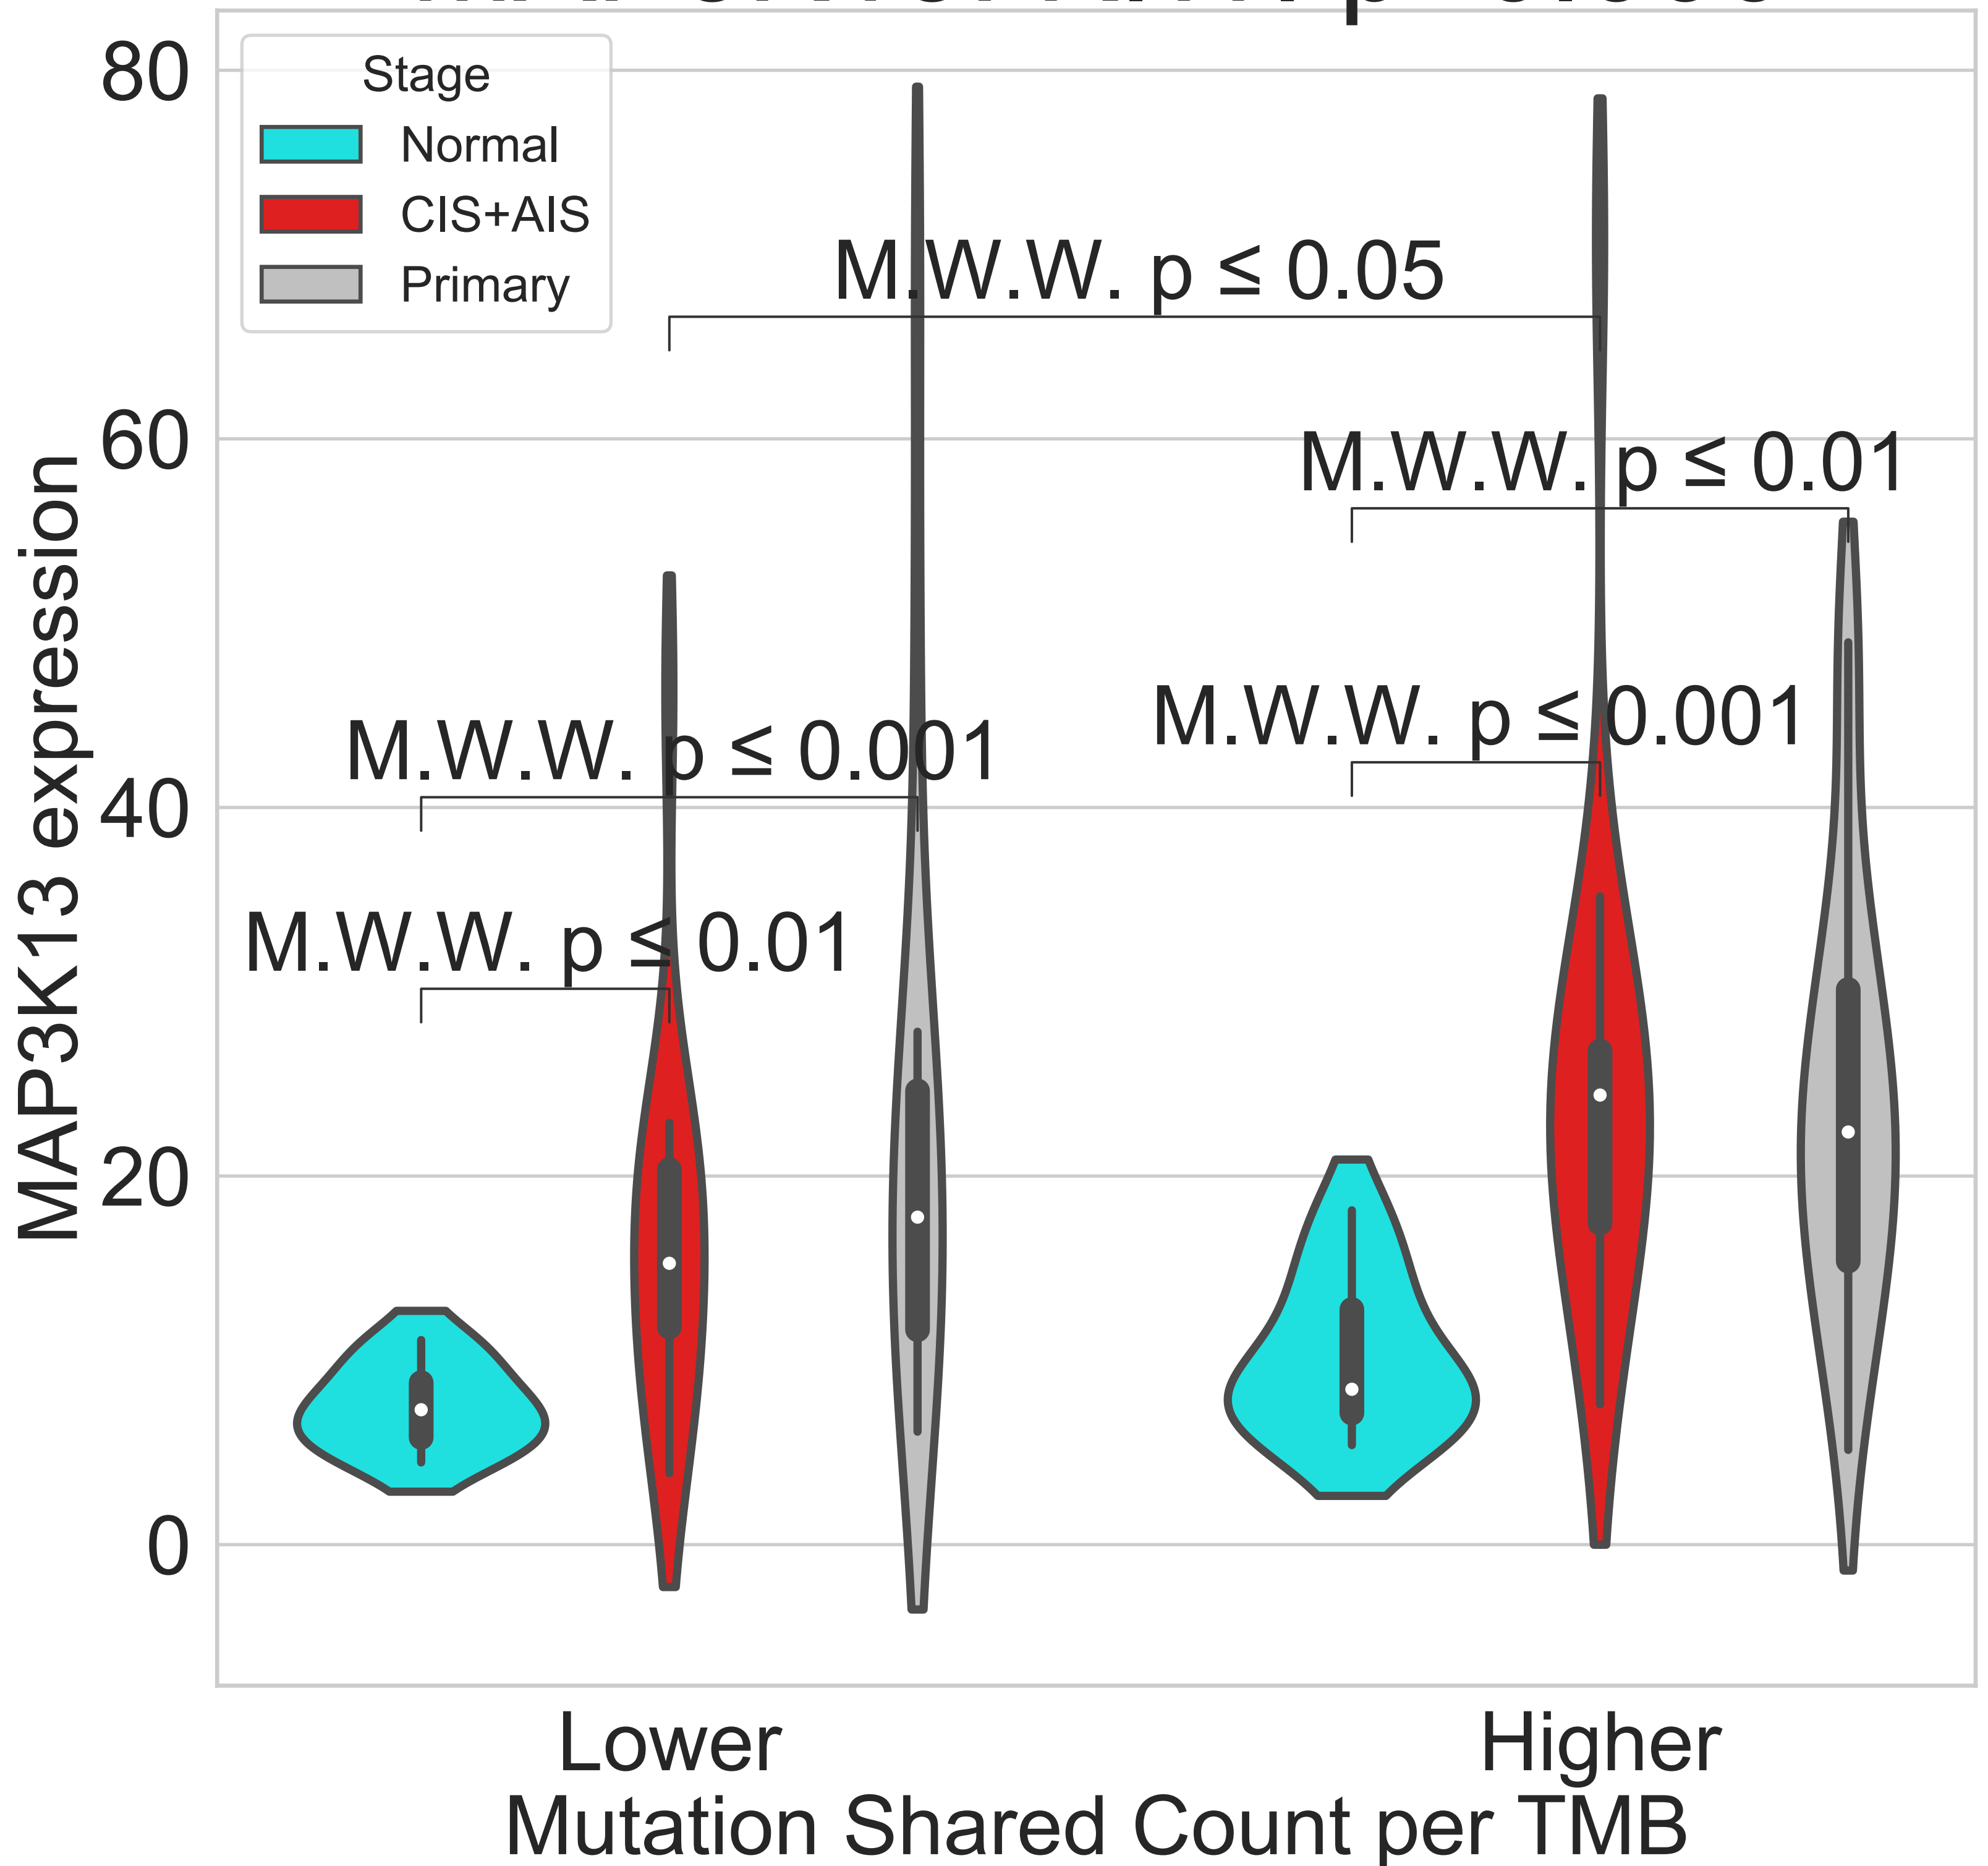 Stage
Normal
CIS+AIS
Primary
80
60
40
20
0
MAP3K13 expression
M.W.W. p ≤ 0.05
M.W.W. p ≤ 0.01
M.W.W. p ≤ 0.001
M.W.W. p ≤ 0.001
M.W.W. p ≤ 0.01
Lower
Higher
Mutation Shared Count per TMB